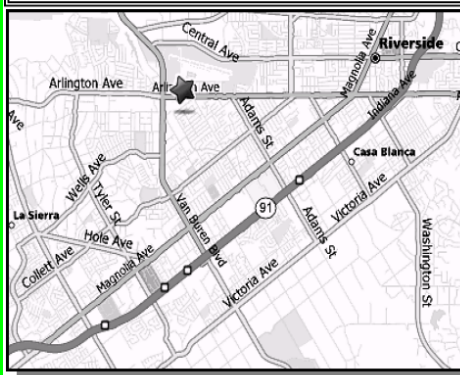 Central Ave
Magnolia Ave
Riverside
Arlington Ave
Arlin n Ave
Indiana Ave
Adams St
Ave
Casa Blanca
Wells Ave
Tyler St
Victoria Ave
La Sierra
Van Buren Blvd
91
Adams St
Washington St
Hole Ave
Collett Ave
Magnolia Ave
Victoria Ave